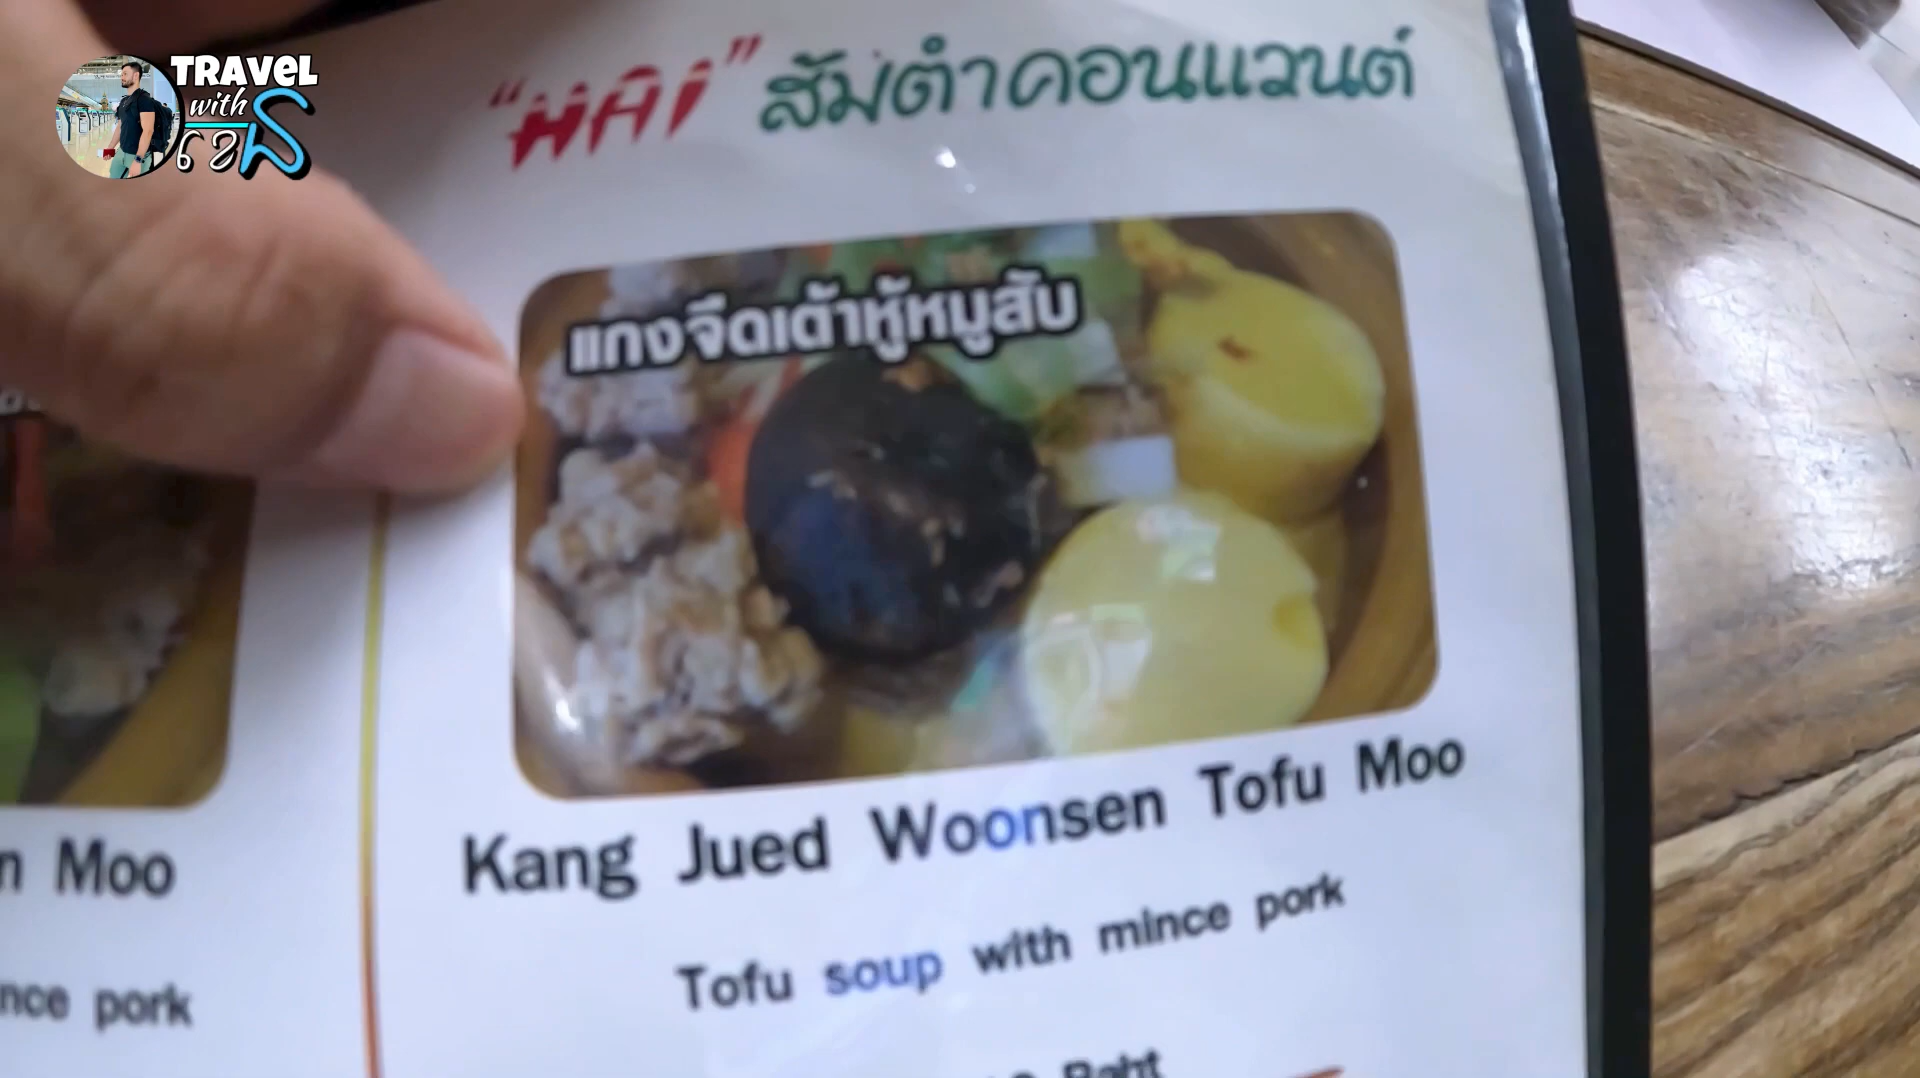 TRAVEL
with
"HAI" ส้มตำคอนแวนต์
แกงจืดเต้าหู้หมูสับ
Kang Jued Woonsen Tofu Moo
Tofu soup with mince pork
Baht
Moo
pork